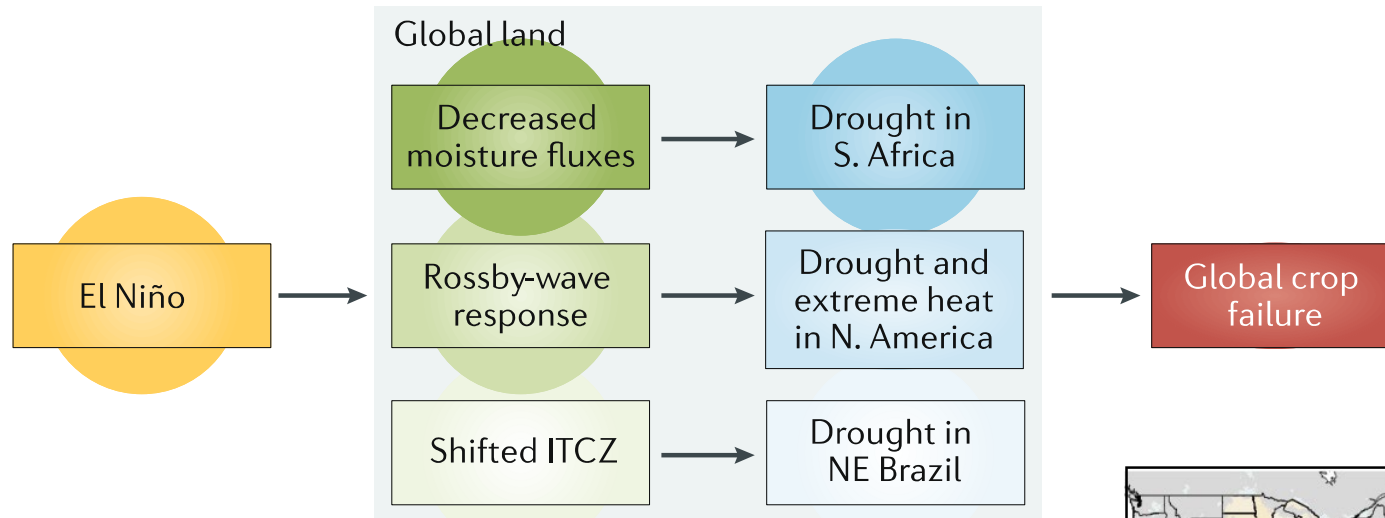 Global land
Decreased
moisture fluxes
Drought in
S. Africa
El Niño
Rossby-wave
response
Drought and
extreme heat
in N. America
Global crop
failure
Shifted ITCZ
Drought in
NE Brazil